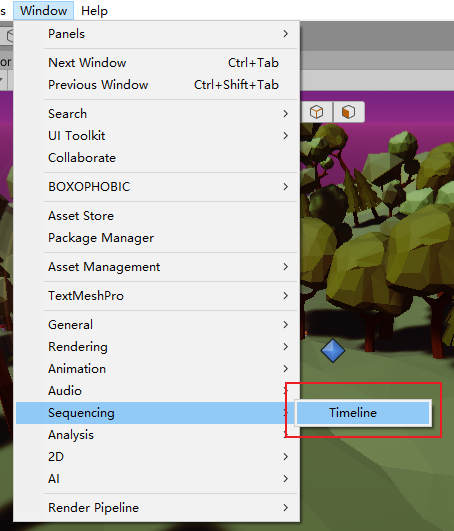 s Window Help
Panels
or
Next Window Ctrl+Tab
Previous Window Ctrl+Shift+Tab
Search
UI Toolkit
Collaborate
BOXOPHOBIC
Asset Store
Package Manager
Asset Management
TextMeshPro
General
Rendering
Animation
Audio
Sequencing Timeline
Analysis
2D
AI
Render Pipeline